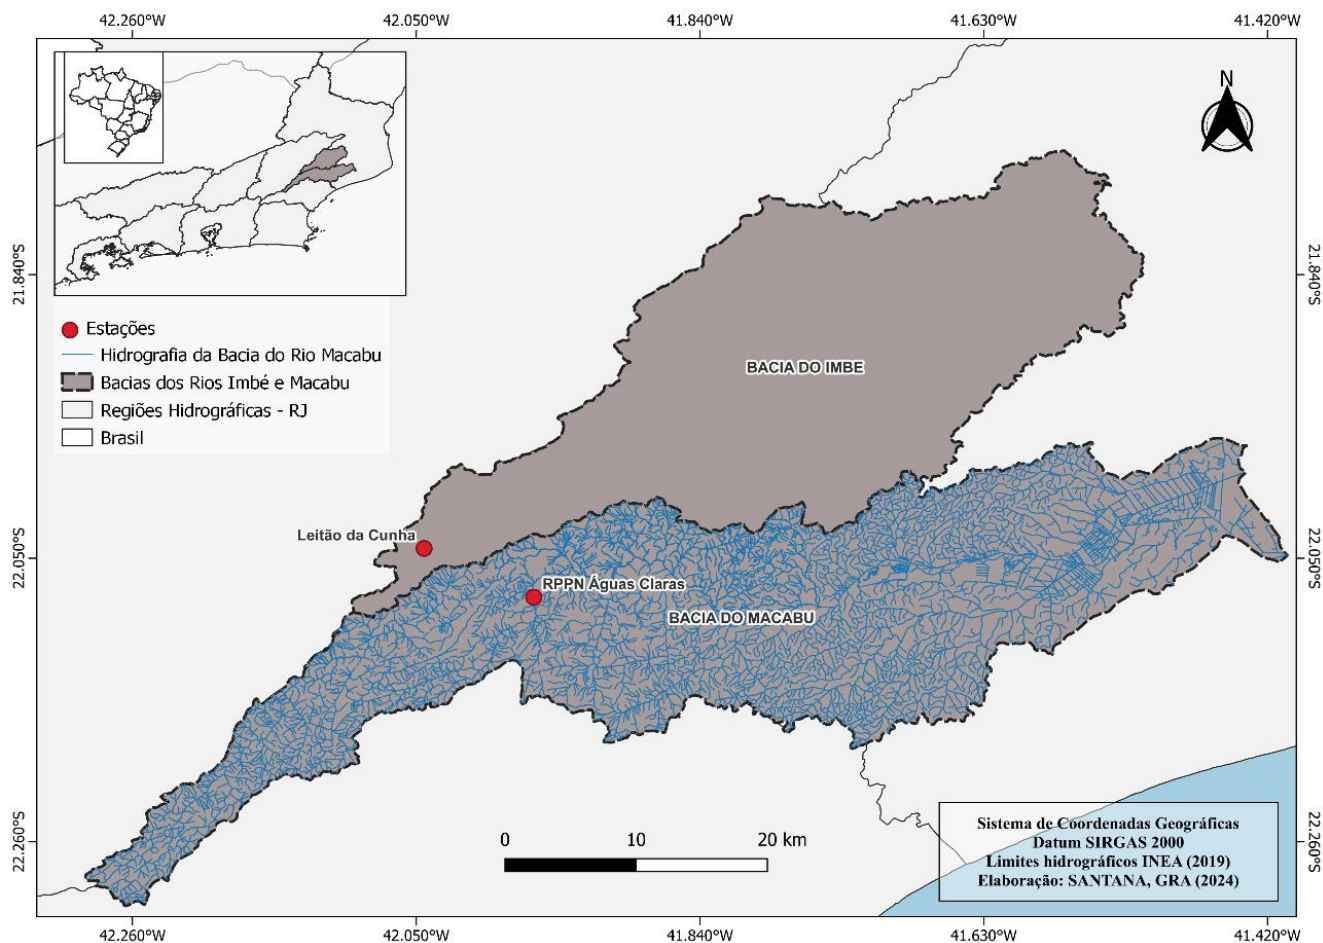 42.260°W
42.050°W
41.840°W
41.630°W
41.420°W
N
21.840°S
21.840°S
Estações
Hidrografia da Bacia do Rio Macabu
Bacias dos Rios Imbé e Macabu
Regiões Hidrográficas - RJ
Brasil
BACIA DO IMBE
Leitão da Cunha
22.050°S
22.050°S
RPPN Águas Claras
BACIA DO MACABU
0
10
20 km
22.260°S
22.260°S
Sistema de Coordenadas Geográficas
Datum SIRGAS 2000
Limites hidrográficos INEA (2019)
Elaboração: SANTANA, GRA (2024)
42.260°W
42.050°W
41.840°W
41.630°W
41.420°W